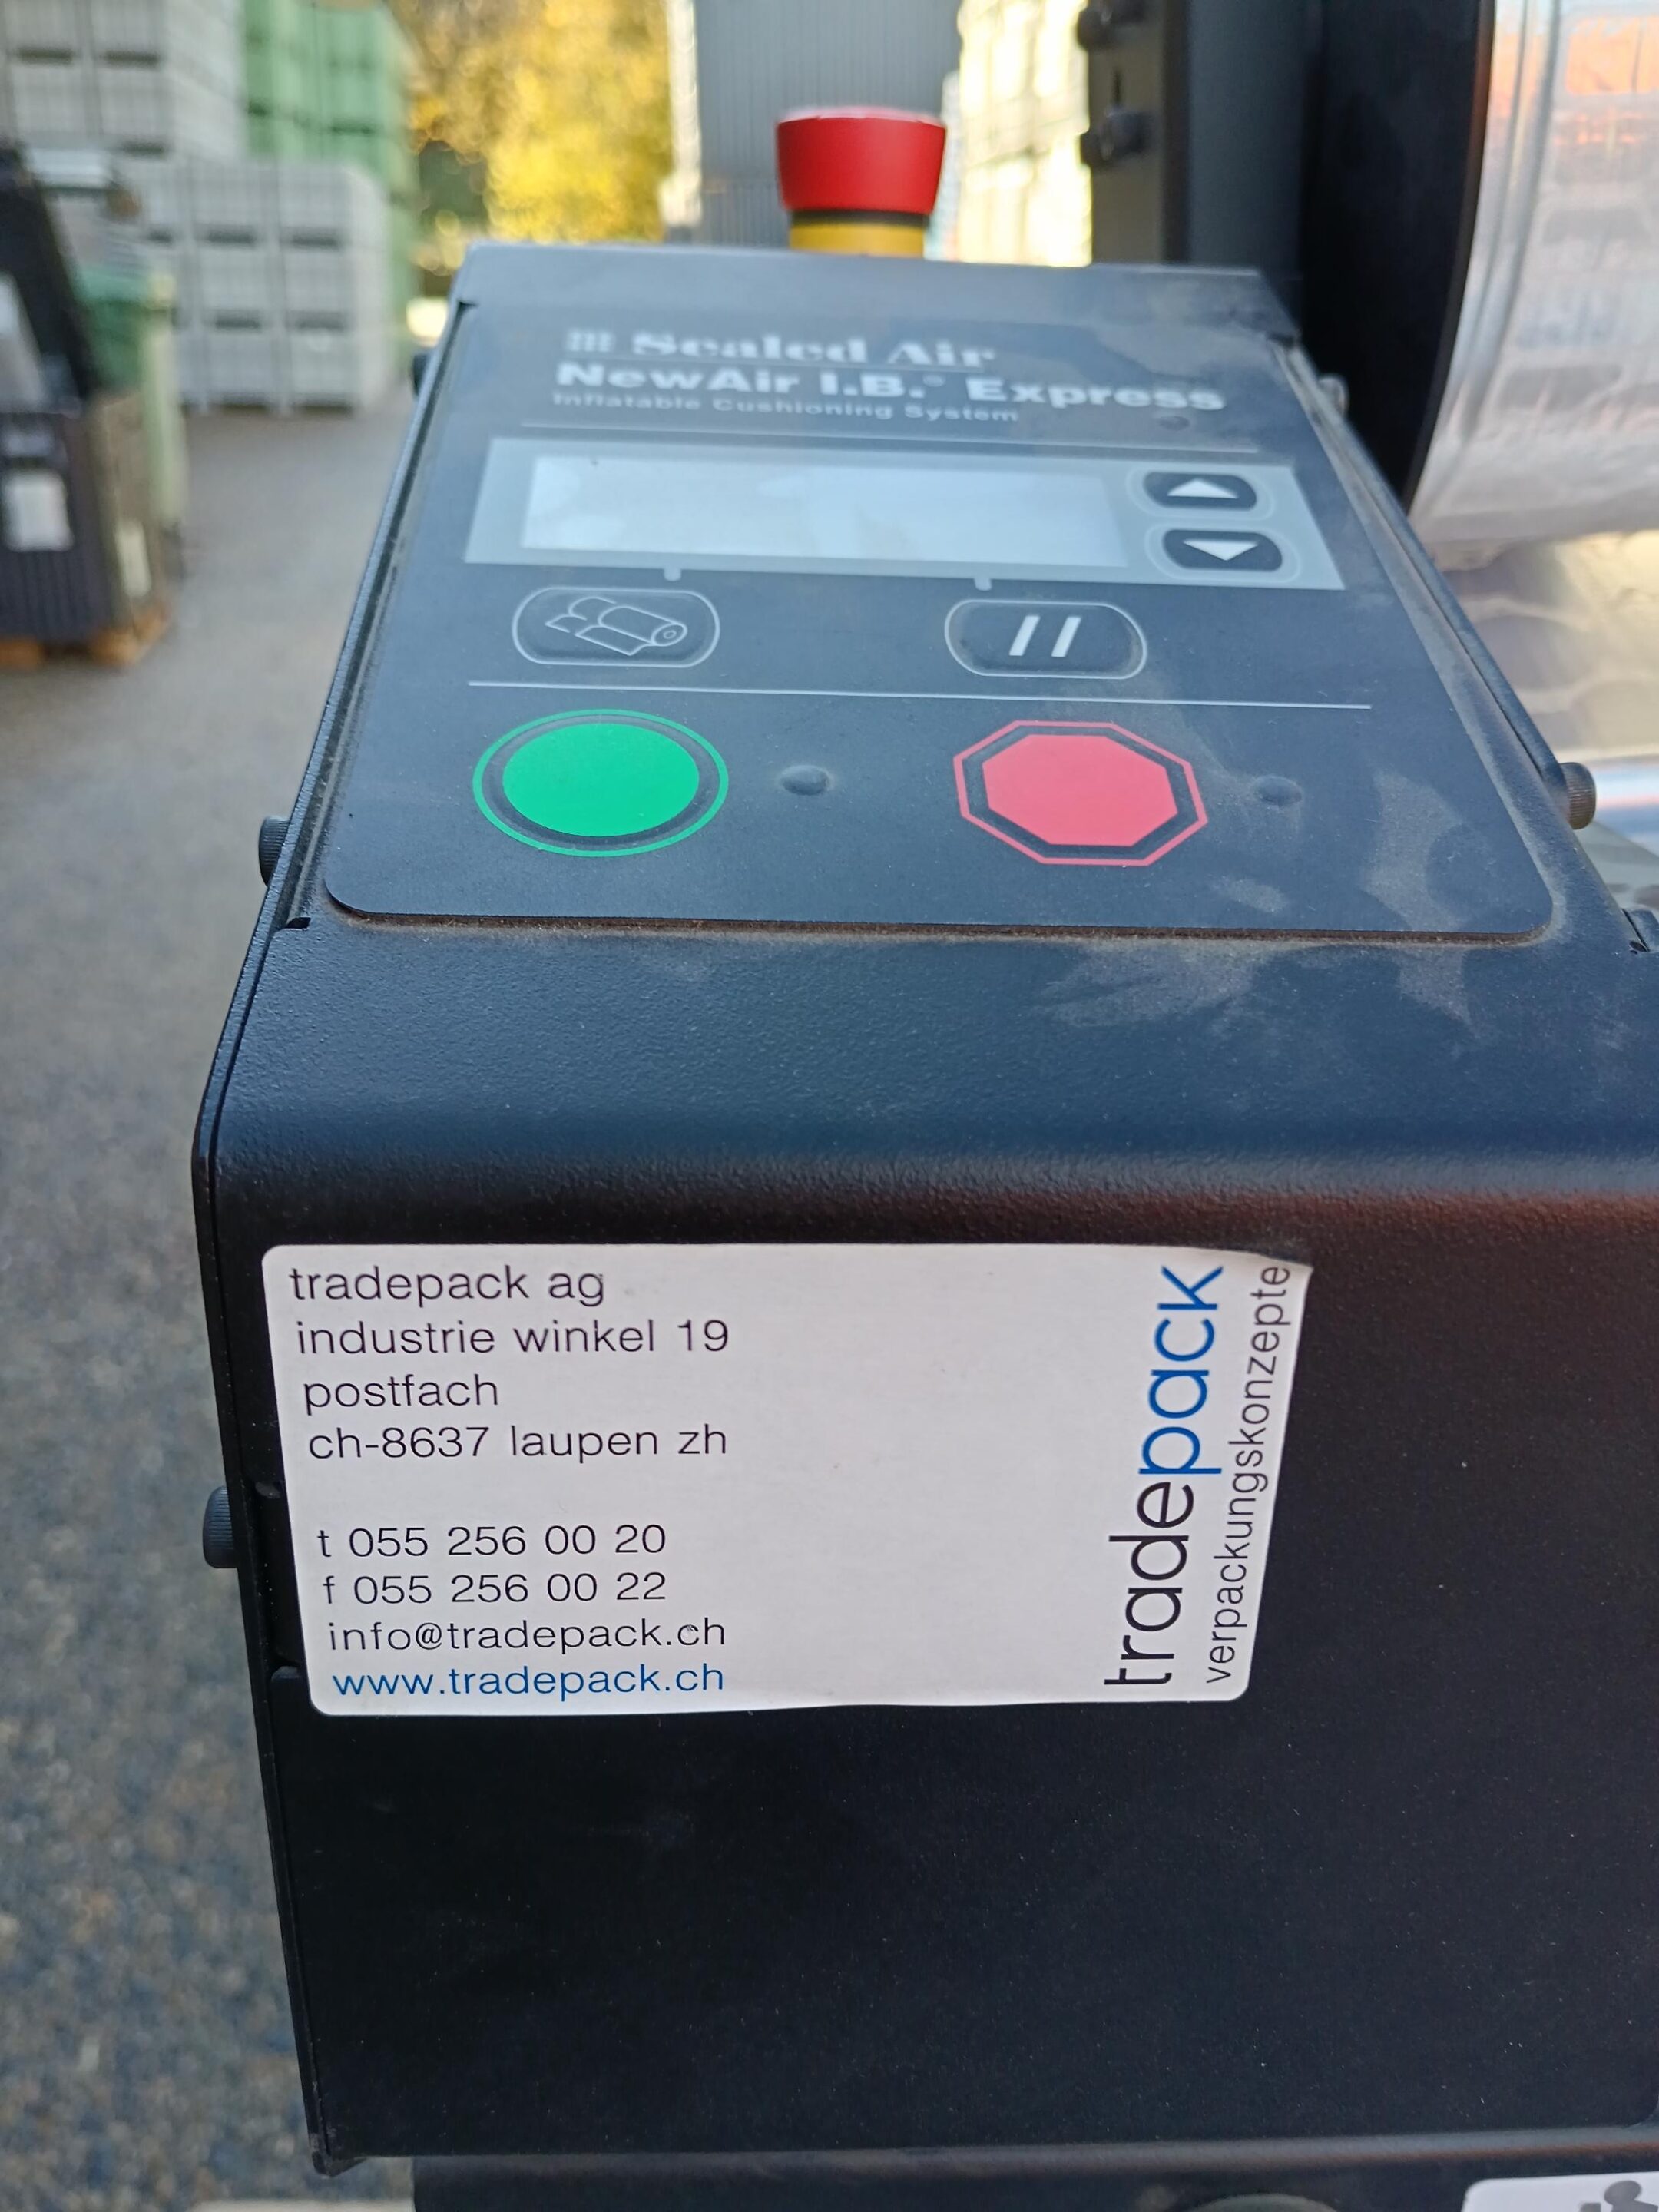 Sealed Air
NewAir I.B.® Express
Inflatable Cushioning System
tradepack ag
industrie winkel 19
postfach
ch-8637 laupen zh
t 055 256 00 20
f 055 256 00 22
info@tradepack.ch
www.tradepack.ch
tradepack
verpackungskonzepte